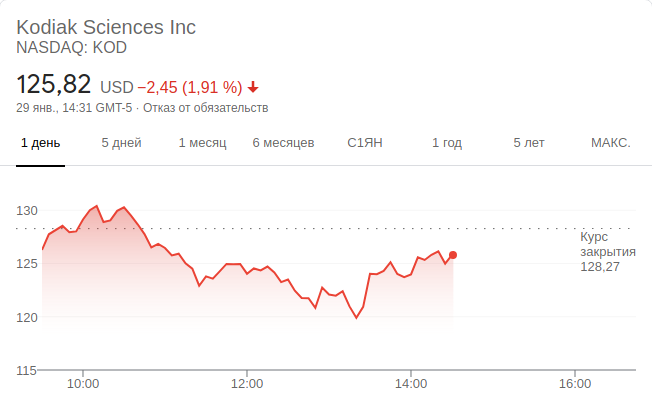 Kodiak Sciences Inc
NASDAQ: KOD
125,82 USD −2,45 (1,91 %)
29 янв., 14:31 GMT-5 · Отказ от обязательств
1 день 5 дней 1 месяц 6 месяцев С1ЯН 1 год 5 лет МАКС.
130
Курс
закрытия
128,27
125
120
115
10:00 12:00 14:00 16:00